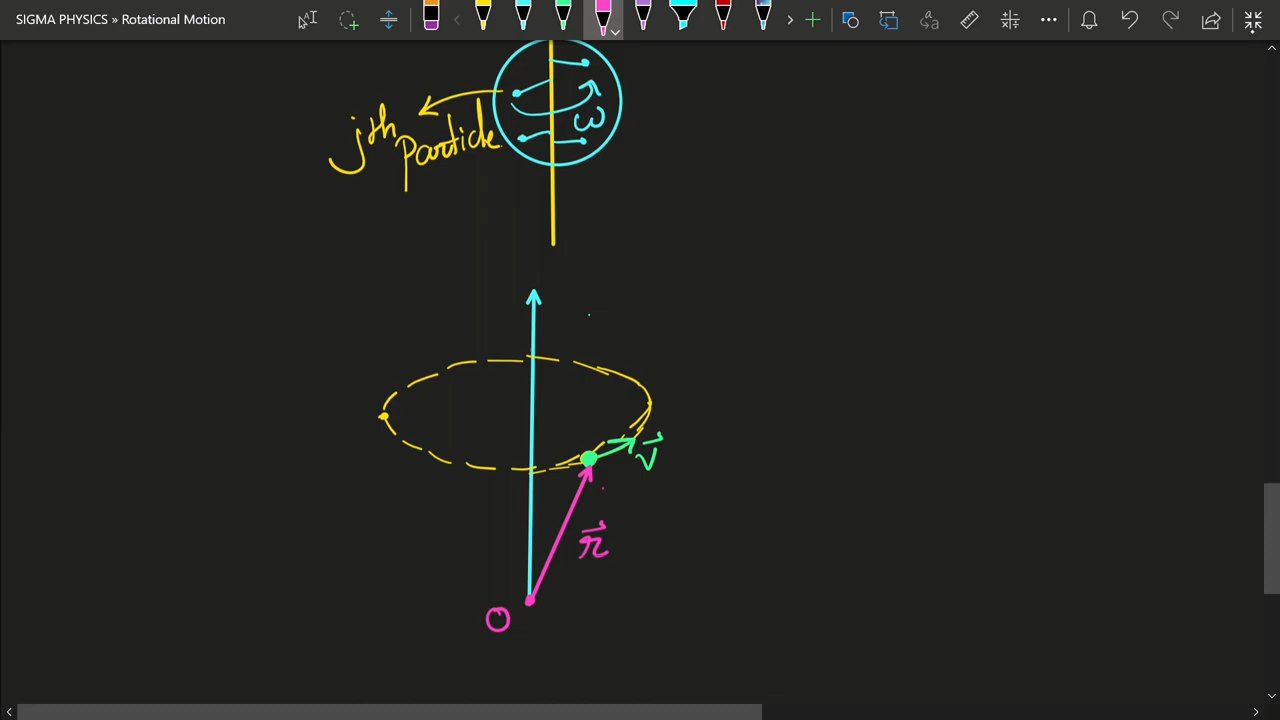 SIGMA PHYSICS » Rotational Motion
jth particle
ω
v⃗
r⃗
O